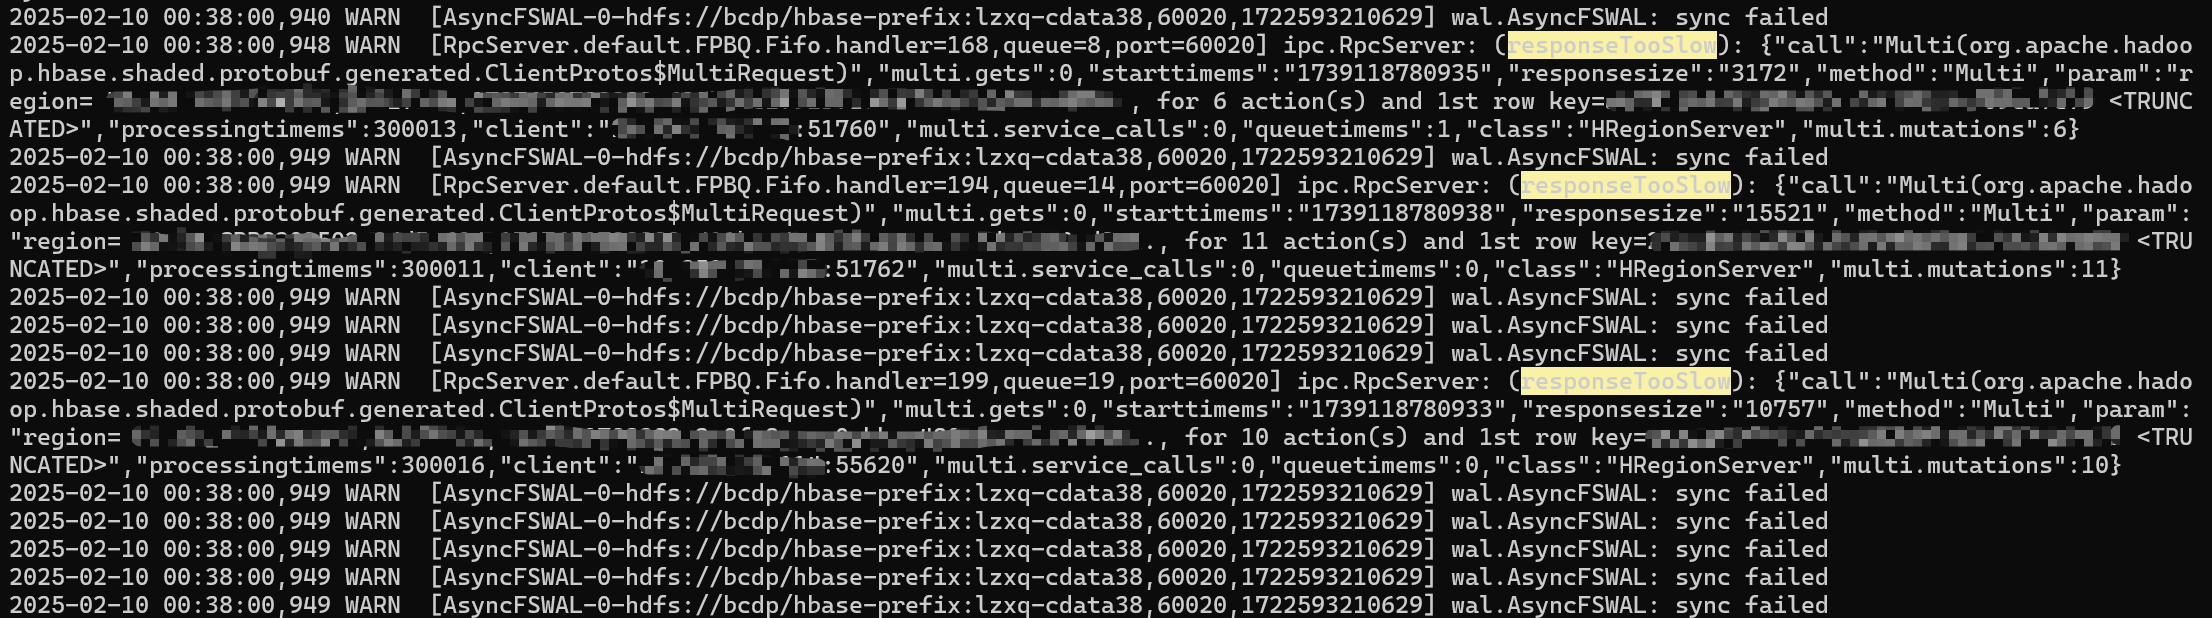 2025-02-10 00:38:00,940 WARN  [AsyncFSWAL-0-hdfs://bcdp/hbase-prefix:lzxq-cdata38,60020,1722593210629] wal.AsyncFSWAL: sync failed
2025-02-10 00:38:00,948 WARN  [RpcServer.default.FPBQ.Fifo.handler=168,queue=8,port=60020] ipc.RpcServer: (responseTooSlow): {"call":"Multi(org.apache.hadoo
p.hbase.shaded.protobuf.generated.ClientProtos$MultiRequest)","multi.gets":0,"starttimems":"1739118780935","responsesize":"3172","method":"Multi","param":"r
egion= , for 6 action(s) and 1st row key= <TRUNC
ATED>","processingtimems":300013,"client":" :51760","multi.service_calls":0,"queuetimems":1,"class":"HRegionServer","multi.mutations":6}
2025-02-10 00:38:00,949 WARN  [AsyncFSWAL-0-hdfs://bcdp/hbase-prefix:lzxq-cdata38,60020,1722593210629] wal.AsyncFSWAL: sync failed
2025-02-10 00:38:00,949 WARN  [RpcServer.default.FPBQ.Fifo.handler=194,queue=14,port=60020] ipc.RpcServer: (responseTooSlow): {"call":"Multi(org.apache.hado
op.hbase.shaded.protobuf.generated.ClientProtos$MultiRequest)","multi.gets":0,"starttimems":"1739118780938","responsesize":"15521","method":"Multi","param":
"region= ., for 11 action(s) and 1st row key= <TRU
NCATED>","processingtimems":300011,"client":" :51762","multi.service_calls":0,"queuetimems":0,"class":"HRegionServer","multi.mutations":11}
2025-02-10 00:38:00,949 WARN  [AsyncFSWAL-0-hdfs://bcdp/hbase-prefix:lzxq-cdata38,60020,1722593210629] wal.AsyncFSWAL: sync failed
2025-02-10 00:38:00,949 WARN  [AsyncFSWAL-0-hdfs://bcdp/hbase-prefix:lzxq-cdata38,60020,1722593210629] wal.AsyncFSWAL: sync failed
2025-02-10 00:38:00,949 WARN  [AsyncFSWAL-0-hdfs://bcdp/hbase-prefix:lzxq-cdata38,60020,1722593210629] wal.AsyncFSWAL: sync failed
2025-02-10 00:38:00,949 WARN  [RpcServer.default.FPBQ.Fifo.handler=199,queue=19,port=60020] ipc.RpcServer: (responseTooSlow): {"call":"Multi(org.apache.hado
op.hbase.shaded.protobuf.generated.ClientProtos$MultiRequest)","multi.gets":0,"starttimems":"1739118780933","responsesize":"10757","method":"Multi","param":
"region= ., for 10 action(s) and 1st row key= <TRU
NCATED>","processingtimems":300016,"client":" :55620","multi.service_calls":0,"queuetimems":0,"class":"HRegionServer","multi.mutations":10}
2025-02-10 00:38:00,949 WARN  [AsyncFSWAL-0-hdfs://bcdp/hbase-prefix:lzxq-cdata38,60020,1722593210629] wal.AsyncFSWAL: sync failed
2025-02-10 00:38:00,949 WARN  [AsyncFSWAL-0-hdfs://bcdp/hbase-prefix:lzxq-cdata38,60020,1722593210629] wal.AsyncFSWAL: sync failed
2025-02-10 00:38:00,949 WARN  [AsyncFSWAL-0-hdfs://bcdp/hbase-prefix:lzxq-cdata38,60020,1722593210629] wal.AsyncFSWAL: sync failed
2025-02-10 00:38:00,949 WARN  [AsyncFSWAL-0-hdfs://bcdp/hbase-prefix:lzxq-cdata38,60020,1722593210629] wal.AsyncFSWAL: sync failed
2025-02-10 00:38:00,949 WARN  [AsyncFSWAL-0-hdfs://bcdp/hbase-prefix:lzxq-cdata38,60020,1722593210629] wal.AsyncFSWAL: sync failed